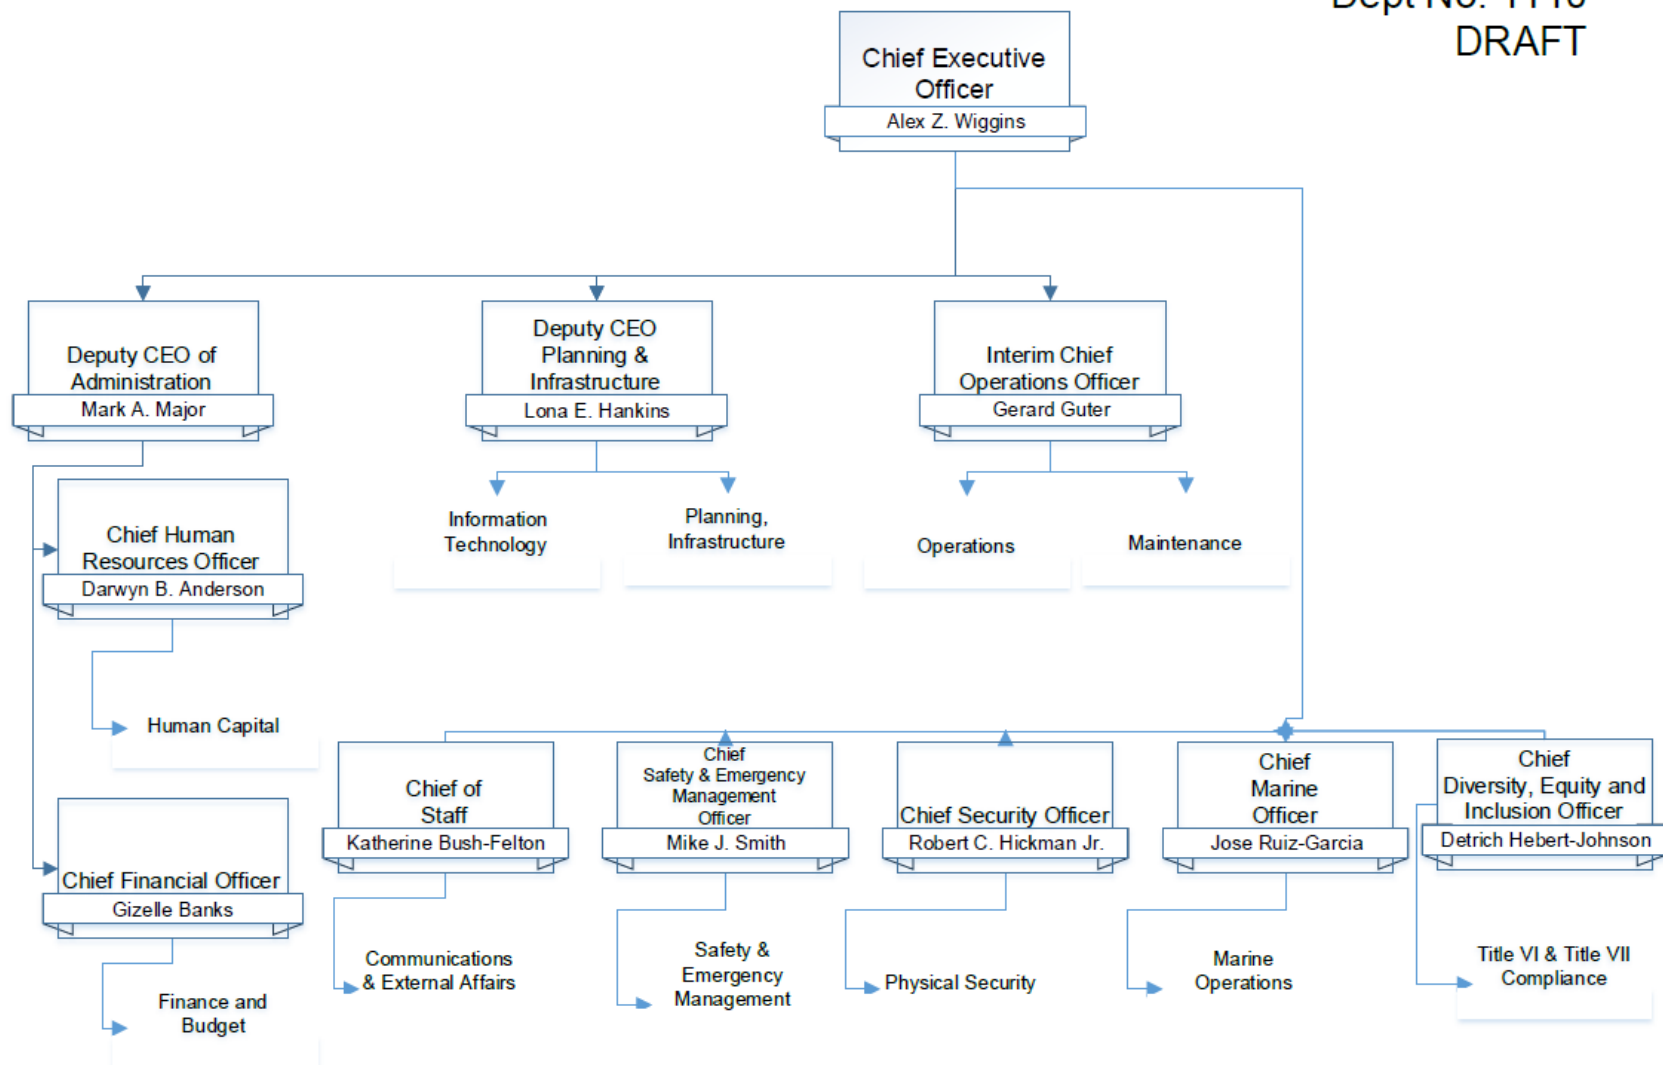 Dept No.
DRAFT
Chief Executive
Officer
Alex Z. Wiggins
Deputy CEO of
Administration
Mark A. Major
Deputy CEO
Planning &
Infrastructure
Lona E. Hankins
Interim Chief
Operations Officer
Gerard Guter
Information
Technology
Planning,
Infrastructure
Operations
Maintenance
Chief Human
Resources Officer
Darwyn B. Anderson
Human Capital
Chief Financial Officer
Gizelle Banks
Finance and
Budget
Chief of
Staff
Katherine Bush-Felton
Communications
& External Affairs
Chief
Safety & Emergency
Management
Officer
Mike J. Smith
Safety &
Emergency
Management
Chief Security Officer
Robert C. Hickman Jr.
Physical Security
Chief
Marine
Officer
Jose Ruiz-Garcia
Marine
Operations
Chief
Diversity, Equity and
Inclusion Officer
Detrich Hebert-Johnson
Title VI & Title VII
Compliance